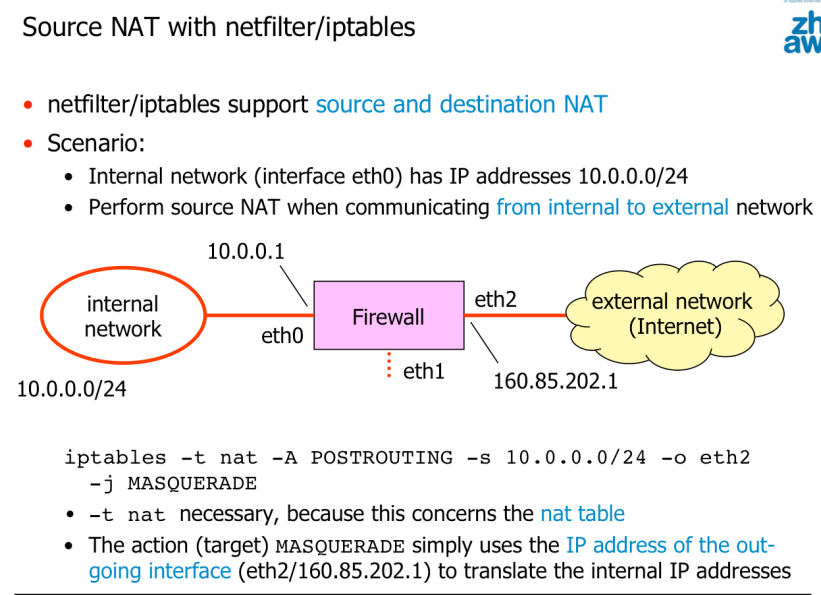 Source NAT with netfilter/iptables
zh
aw
• netfilter/iptables support source and destination NAT
• Scenario:
• Internal network (interface eth0) has IP addresses 10.0.0.0/24
• Perform source NAT when communicating from internal to external network
10.0.0.1
internal
network
eth0
Firewall
eth2
external network
(Internet)
eth1
160.85.202.1
10.0.0.0/24
iptables -t nat -A POSTROUTING -s 10.0.0.0/24 -o eth2
-j MASQUERADE
• -t nat necessary, because this concerns the nat table
• The action (target) MASQUERADE simply uses the IP address of the out-
going interface (eth2/160.85.202.1) to translate the internal IP addresses